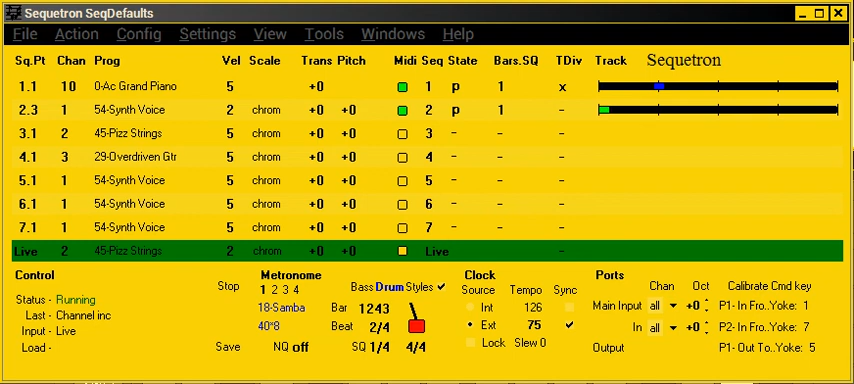 Sequetron SeqDefaults
File Action Config Settings View Tools Windows Help
Sq.Pt Chan Prog Vel Scale Trans Pitch Midi Seq State Bars.SQ TDiv Track Sequetron
1.1 10 0-Ac Grand Piano 5 +0 1 p 1 x
2.3 1 54-Synth Voice 2 chrom +0 +0 2 p 1 -
3.1 2 45-Pizz Strings 5 chrom +0 +0 3 - -
4.1 3 29-Overdriven Gtr 5 chrom +0 +0 4 - -
5.1 1 54-Synth Voice 5 chrom +0 +0 5 - -
6.1 1 54-Synth Voice 5 chrom +0 +0 6 - -
7.1 1 54-Synth Voice 5 chrom +0 +0 7 - -
Live 2 45-Pizz Strings 2 chrom +0 +0 Live -
Control Metronome Clock Ports
Stop 1 2 3 4 Bass Drum Styles Source Tempo Sync Chan Oct Calibrate Cmd key
Status - Running 18-Samba Bar 1243 Int 126 Main Input all +0 P1- In Fro..Yoke: 1
Last - Channel inc
Input - Live 40*8 Beat 2/4 Ext 75 In all +0 P2- In Fro..Yoke: 7
Load - Save NQ off SQ 1/4 4/4 Lock Slew 0 Output P1- Out To..Yoke: 5